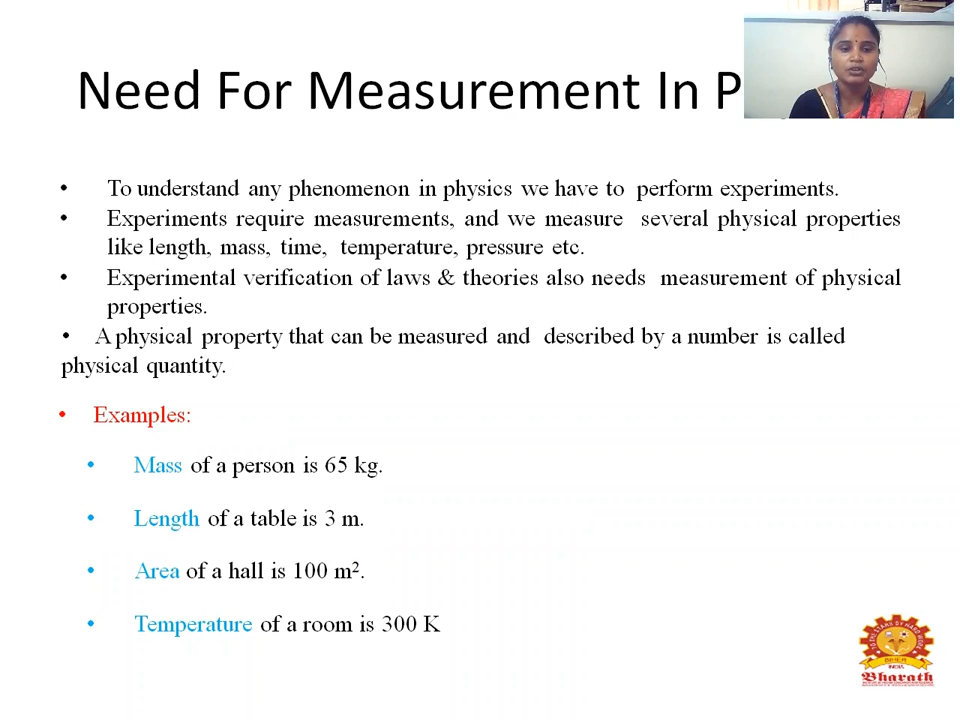 Need For Measurement In P
• To understand any phenomenon in physics we have to perform experiments.
• Experiments require measurements, and we measure several physical properties
like length, mass, time, temperature, pressure etc.
• Experimental verification of laws & theories also needs measurement of physical
properties.
• A physical property that can be measured and described by a number is called
physical quantity.
• Examples:
• Mass of a person is 65 kg.
• Length of a table is 3 m.
• Area of a hall is 100 m².
• Temperature of a room is 300 K
BIHER
INDIA
Bharath